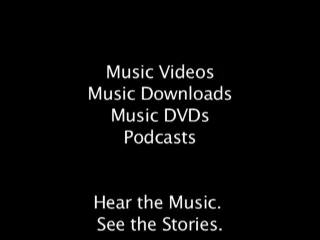 Music Videos
Music Downloads
Music DVDs
Podcasts
Hear the Music.
See the Stories.